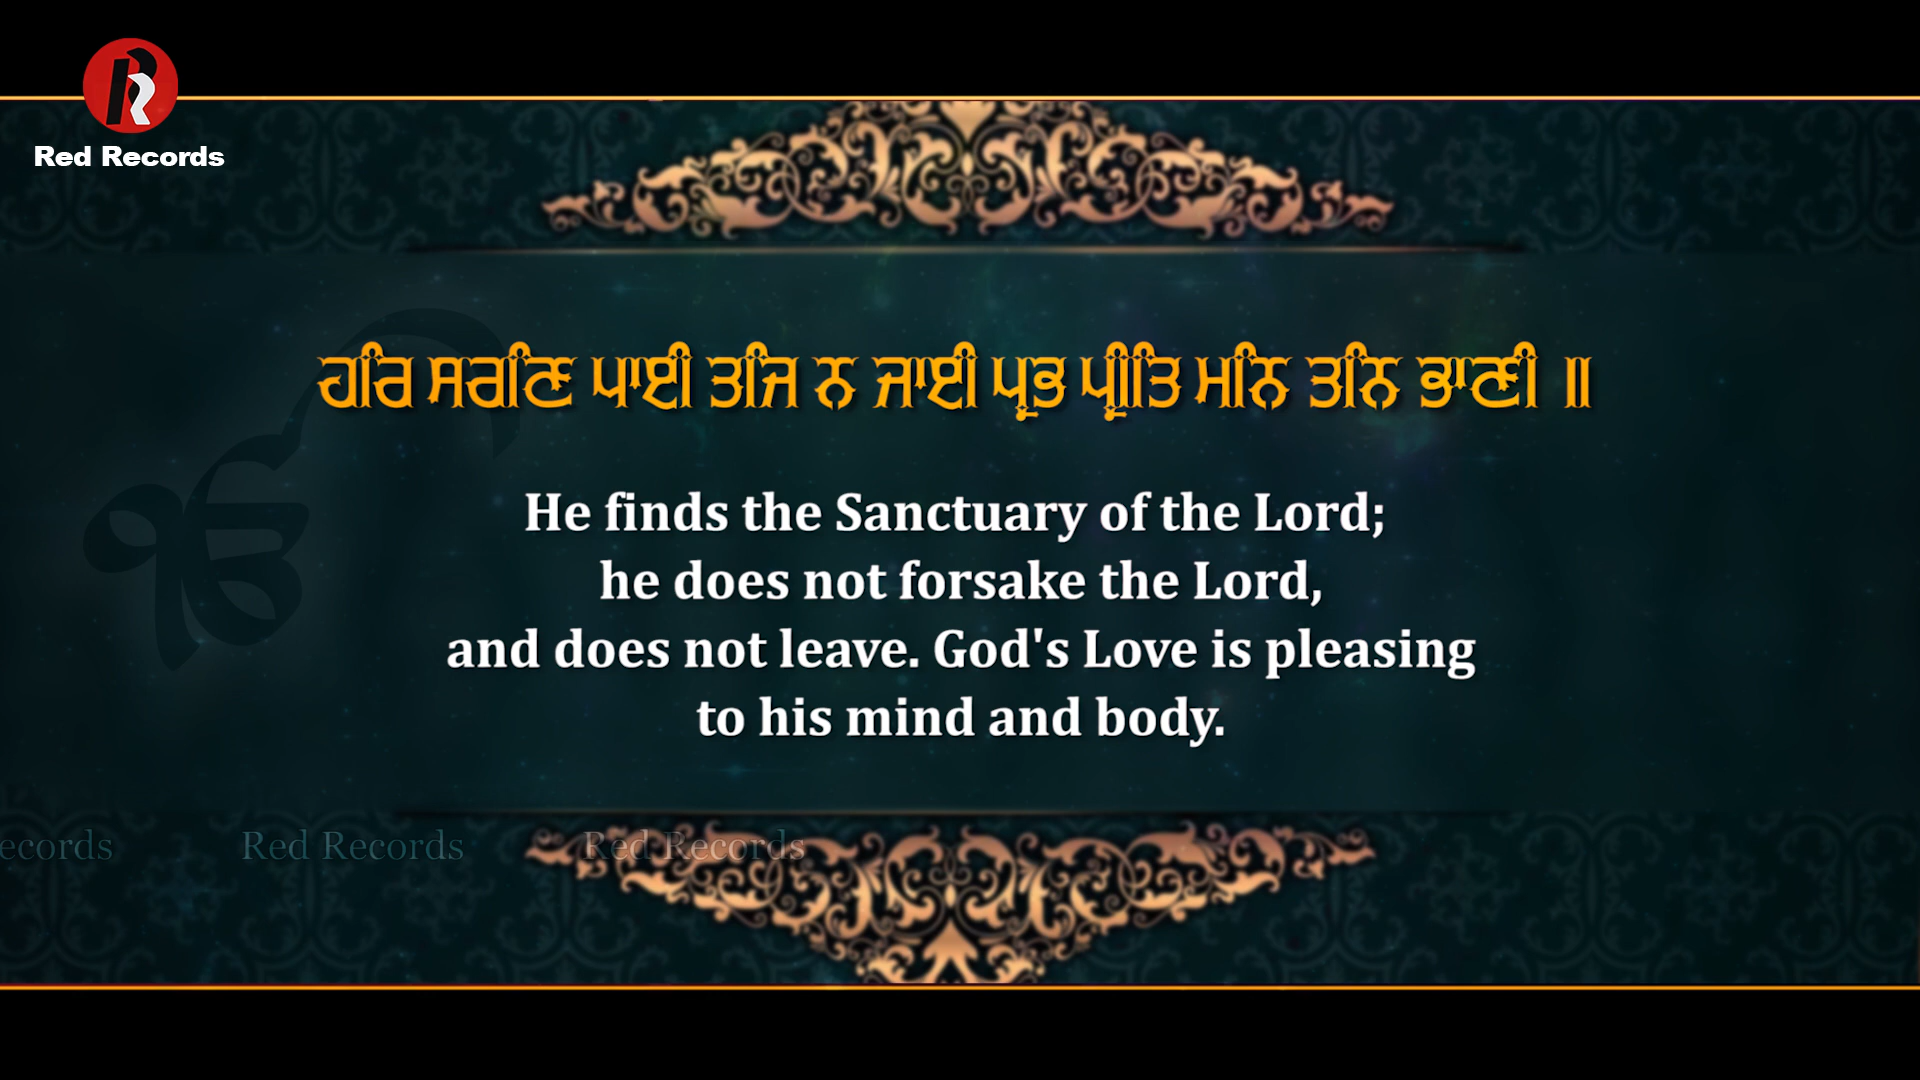 Red Records
ਹਰਿ ਸਰਣਿ ਪਾਈ ਤਜਿ ਨ ਜਾਈ ਪ੍ਰਭ ਪ੍ਰੀਤਿ ਮਨਿ ਤਨਿ ਭਾਣੀ ॥
He finds the Sanctuary of the Lord;
he does not forsake the Lord,
and does not leave. God's Love is pleasing
to his mind and body.
ecords Red Records Red Records
ੴ